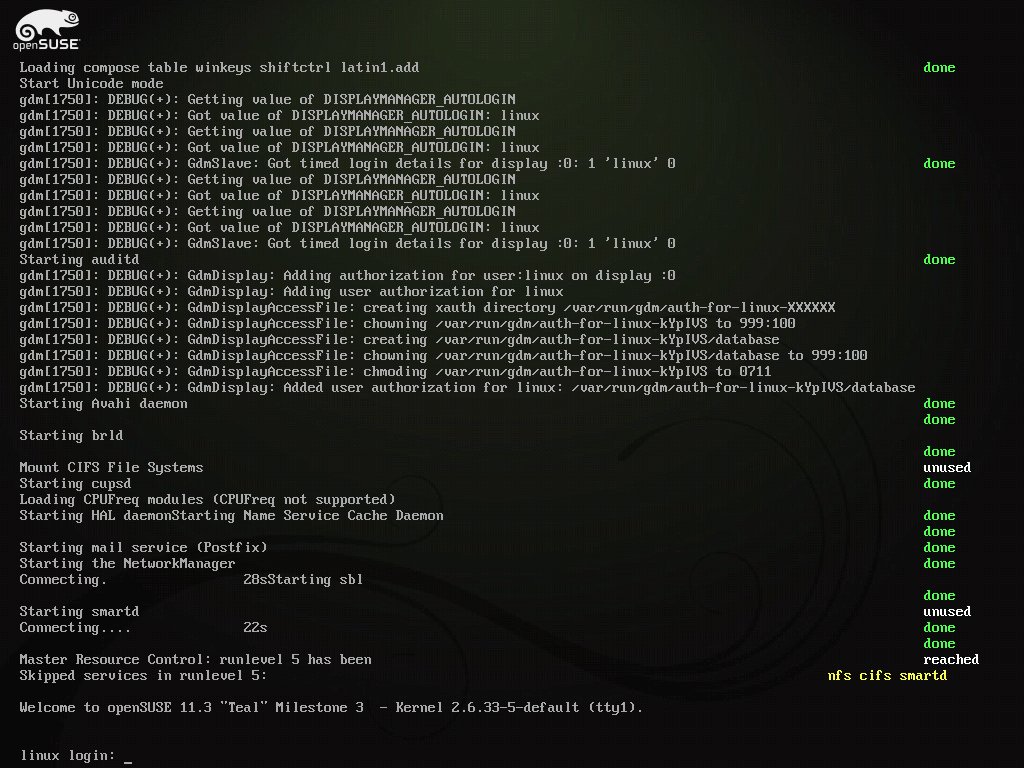 openSUSE
Loading compose table winkeys shiftctrl latin1.add done
Start Unicode mode
gdm[1750]: DEBUG(+): Getting value of DISPLAYMANAGER_AUTOLOGIN
gdm[1750]: DEBUG(+): Got value of DISPLAYMANAGER_AUTOLOGIN: linux
gdm[1750]: DEBUG(+): Getting value of DISPLAYMANAGER_AUTOLOGIN
gdm[1750]: DEBUG(+): Got value of DISPLAYMANAGER_AUTOLOGIN: linux
gdm[1750]: DEBUG(+): GdmSlave: Got timed login details for display :0: 1 'linux' 0 done
gdm[1750]: DEBUG(+): Getting value of DISPLAYMANAGER_AUTOLOGIN
gdm[1750]: DEBUG(+): Got value of DISPLAYMANAGER_AUTOLOGIN: linux
gdm[1750]: DEBUG(+): Getting value of DISPLAYMANAGER_AUTOLOGIN
gdm[1750]: DEBUG(+): Got value of DISPLAYMANAGER_AUTOLOGIN: linux
gdm[1750]: DEBUG(+): GdmSlave: Got timed login details for display :0: 1 'linux' 0
Starting auditd done
gdm[1750]: DEBUG(+): GdmDisplay: Adding authorization for user:linux on display :0
gdm[1750]: DEBUG(+): GdmDisplay: Adding user authorization for linux
gdm[1750]: DEBUG(+): GdmDisplayAccessFile: creating xauth directory /var/run/gdm/auth-for-linux-XXXXXX
gdm[1750]: DEBUG(+): GdmDisplayAccessFile: chowning /var/run/gdm/auth-for-linux-kYpIVS to 999:100
gdm[1750]: DEBUG(+): GdmDisplayAccessFile: creating /var/run/gdm/auth-for-linux-kYpIVS/database
gdm[1750]: DEBUG(+): GdmDisplayAccessFile: chowning /var/run/gdm/auth-for-linux-kYpIVS/database to 999:100
gdm[1750]: DEBUG(+): GdmDisplayAccessFile: chmoding /var/run/gdm/auth-for-linux-kYpIVS to 0711
gdm[1750]: DEBUG(+): GdmDisplay: Added user authorization for linux: /var/run/gdm/auth-for-linux-kYpIVS/database
Starting Avahi daemon done
done
Starting brld
done
Mount CIFS File Systems unused
Starting cupsd done
Loading CPUFreq modules (CPUFreq not supported)
Starting HAL daemonStarting Name Service Cache Daemon done
done
Starting mail service (Postfix) done
Starting the NetworkManager done
Connecting. 28sStarting sbl
done
Starting smartd unused
Connecting.... 22s done
done
Master Resource Control: runlevel 5 has been reached
Skipped services in runlevel 5: nfs cifs smartd
Welcome to openSUSE 11.3 "Teal" Milestone 3 - Kernel 2.6.33-5-default (tty1).
linux login: _